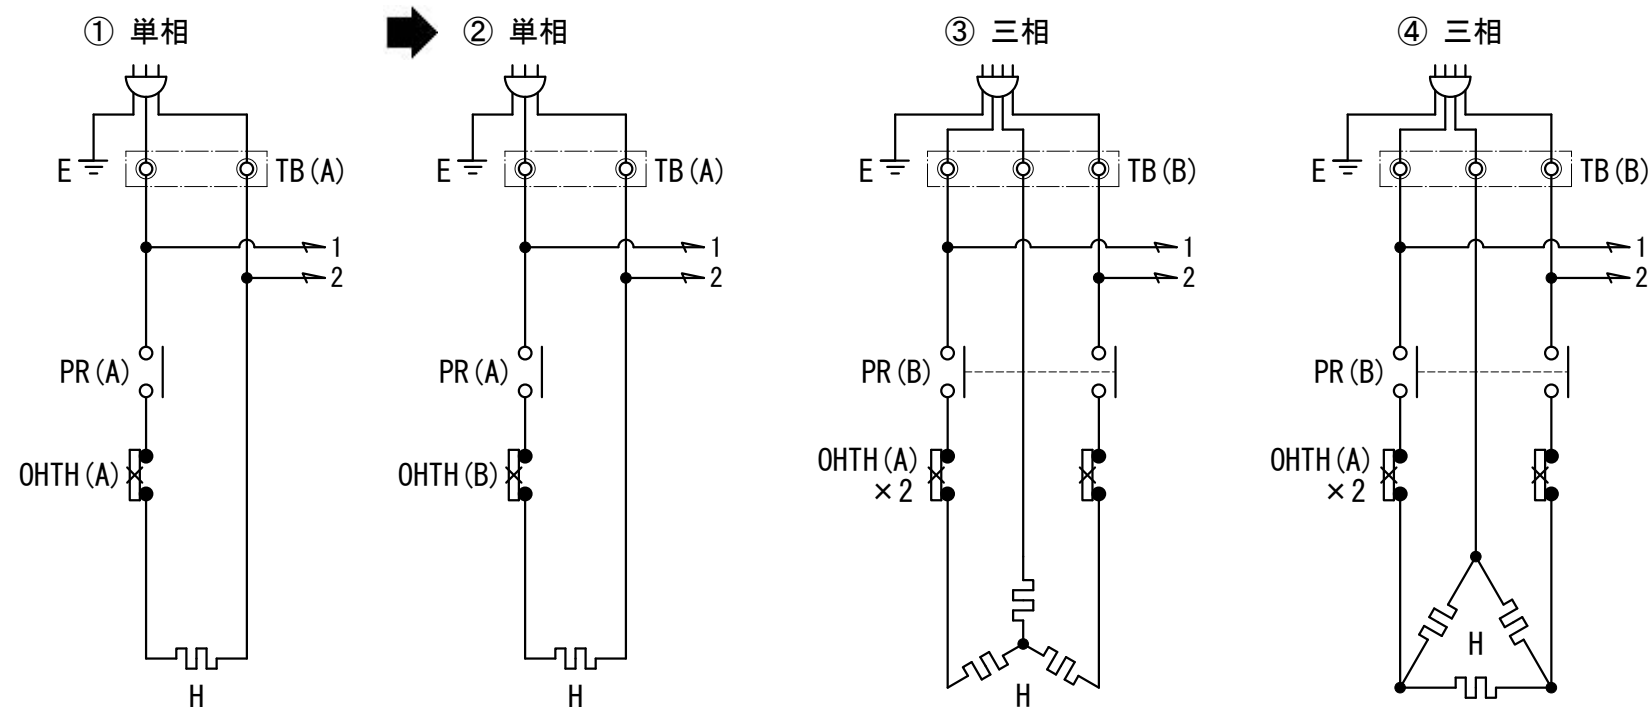 ① 単相
② 単相
③ 三相
④ 三相
E
TB(A)
E
TB(A)
E
TB(B)
E
TB(B)
1
2
1
2
1
2
1
2
PR(A)
PR(A)
PR(B)
PR(B)
OHTH(A)
OHTH(B)
OHTH(A)
×2
OHTH(A)
×2
H
H
H
H